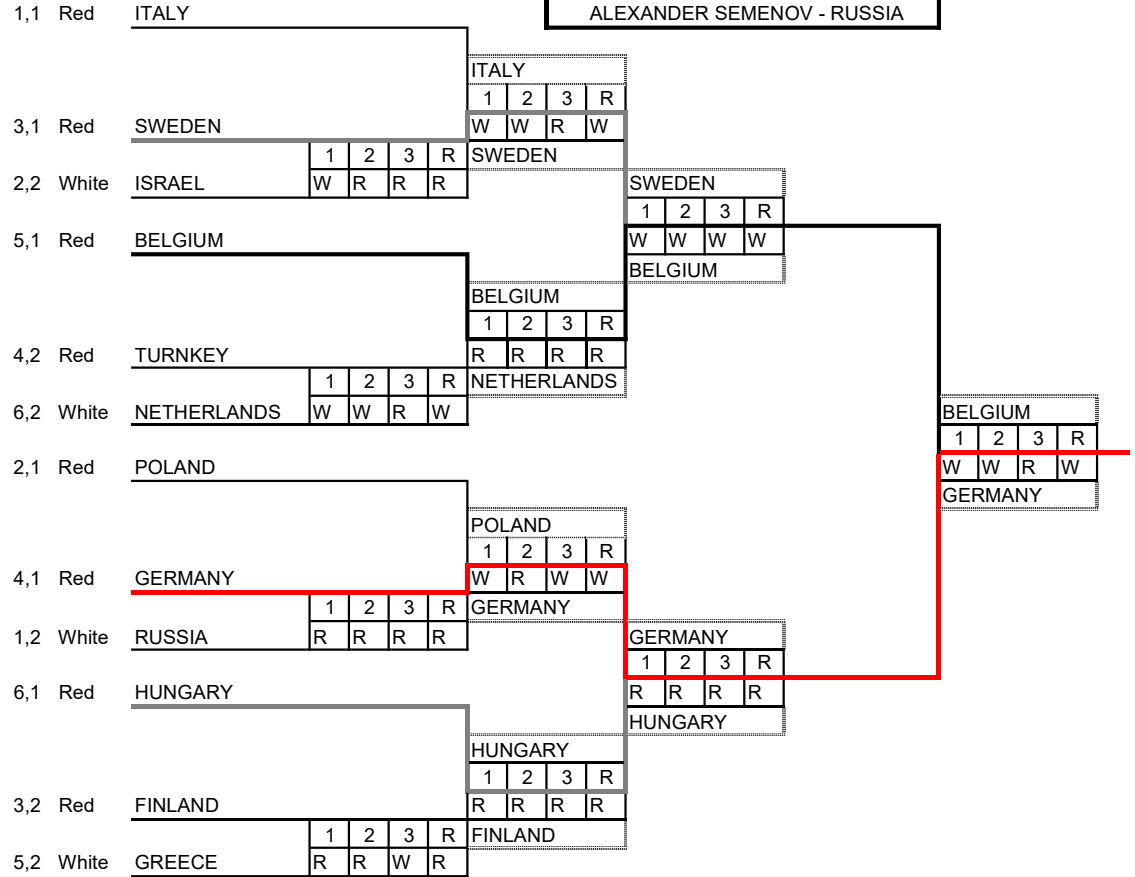 1,1 Red ITALY ALEXANDER SEMENOV - RUSSIA
ITALY
1 2 3 R
3,1 Red SWEDEN W W R W
1 2 3 R SWEDEN
2,2 White ISRAEL W R R R SWEDEN
1 2 3 R
5,1 Red BELGIUM W W W W
BELGIUM
BELGIUM
1 2 3 R
4,2 Red TURNKEY R R R R
1 2 3 R NETHERLANDS
6,2 White NETHERLANDS W W R W BELGIUM
1 2 3 R
2,1 Red POLAND W W R W
GERMANY
POLAND
1 2 3 R
4,1 Red GERMANY W R W W
1 2 3 R GERMANY
1,2 White RUSSIA R R R R GERMANY
1 2 3 R
6,1 Red HUNGARY R R R R
HUNGARY
HUNGARY
1 2 3 R
3,2 Red FINLAND R R R R
1 2 3 R FINLAND
5,2 White GREECE R R W R